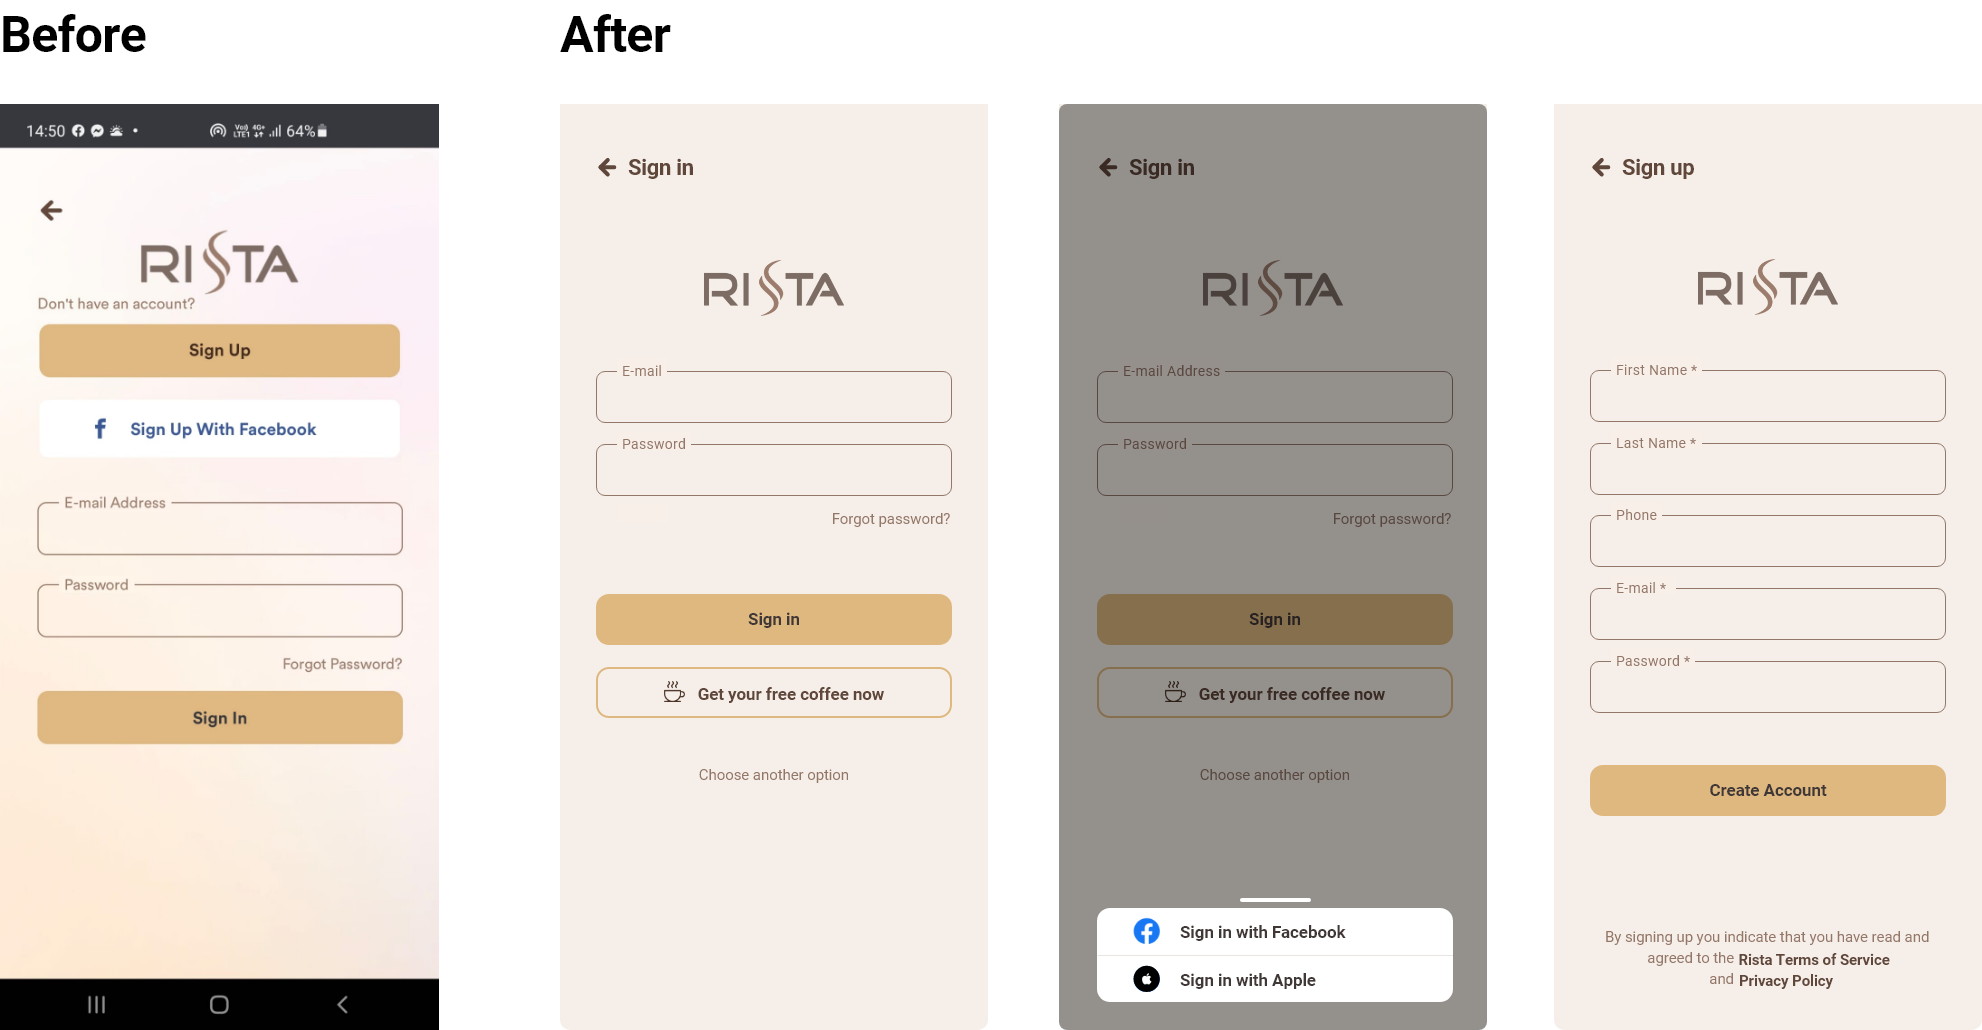 Before
After
14:50
Vo)) 4G+
LTE1
64%
RISTA
Don't have an account?
Sign Up
Sign Up With Facebook
E-mail Address
Password
Forgot Password?
Sign In
Sign in
RISTA
E-mail
Password
Forgot password?
Sign in
Get your free coffee now
Choose another option
Sign in
RISTA
E-mail Address
Password
Forgot password?
Sign in
Get your free coffee now
Choose another option
Sign in with Facebook
Sign in with Apple
Sign up
RISTA
First Name *
Last Name *
Phone
E-mail *
Password *
Create Account
By signing up you indicate that you have read and
agreed to the Rista Terms of Service
and Privacy Policy